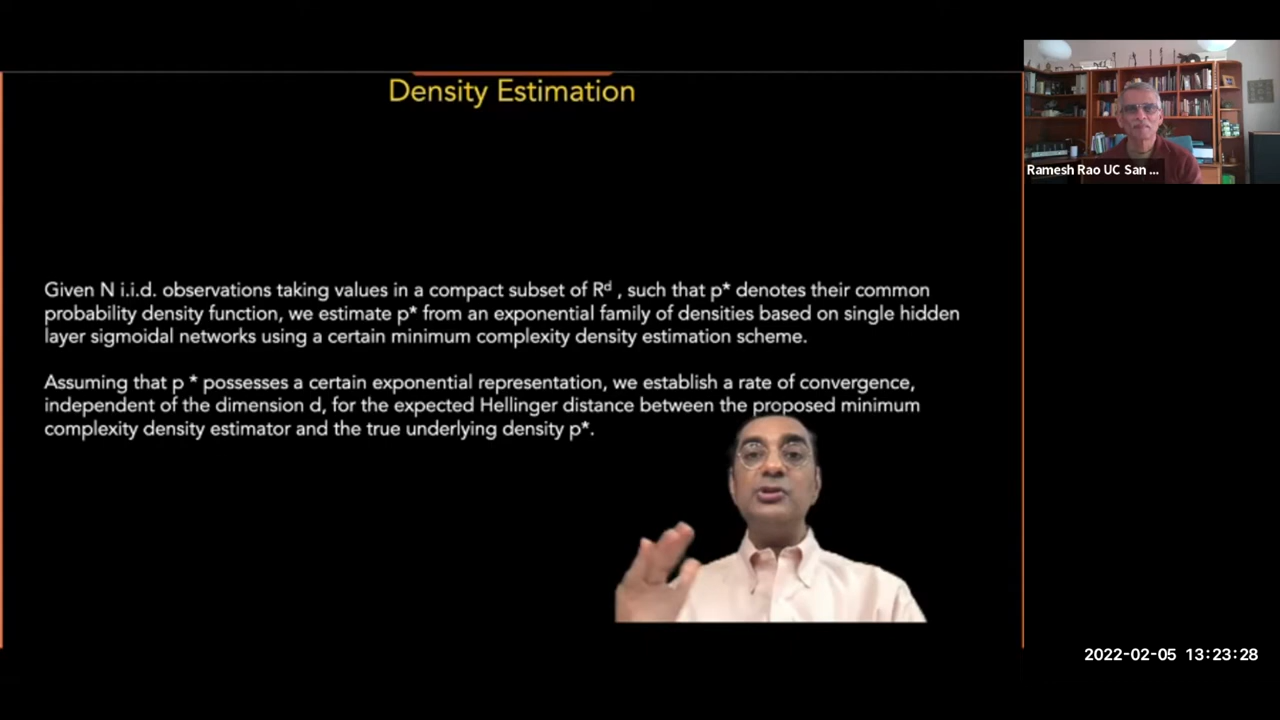 Density Estimation
Given N i.i.d. observations taking values in a compact subset of Rᵈ , such that p* denotes their common
probability density function, we estimate p* from an exponential family of densities based on single hidden
layer sigmoidal networks using a certain minimum complexity density estimation scheme.
Assuming that p * possesses a certain exponential representation, we establish a rate of convergence,
independent of the dimension d, for the expected Hellinger distance between the proposed minimum
complexity density estimator and the true underlying density p*.
Ramesh Rao UC San ...
2022-02-05 13:23:28